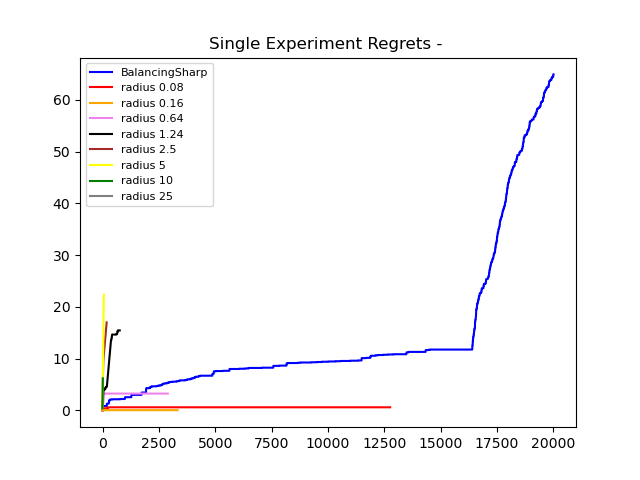 Single Experiment Regrets -
BalancingSharp
radius 0.08
radius 0.16
radius 0.64
radius 1.24
radius 2.5
radius 5
radius 10
radius 25
60
50
40
30
20
10
0
0 2500 5000 7500 10000 12500 15000 17500 20000